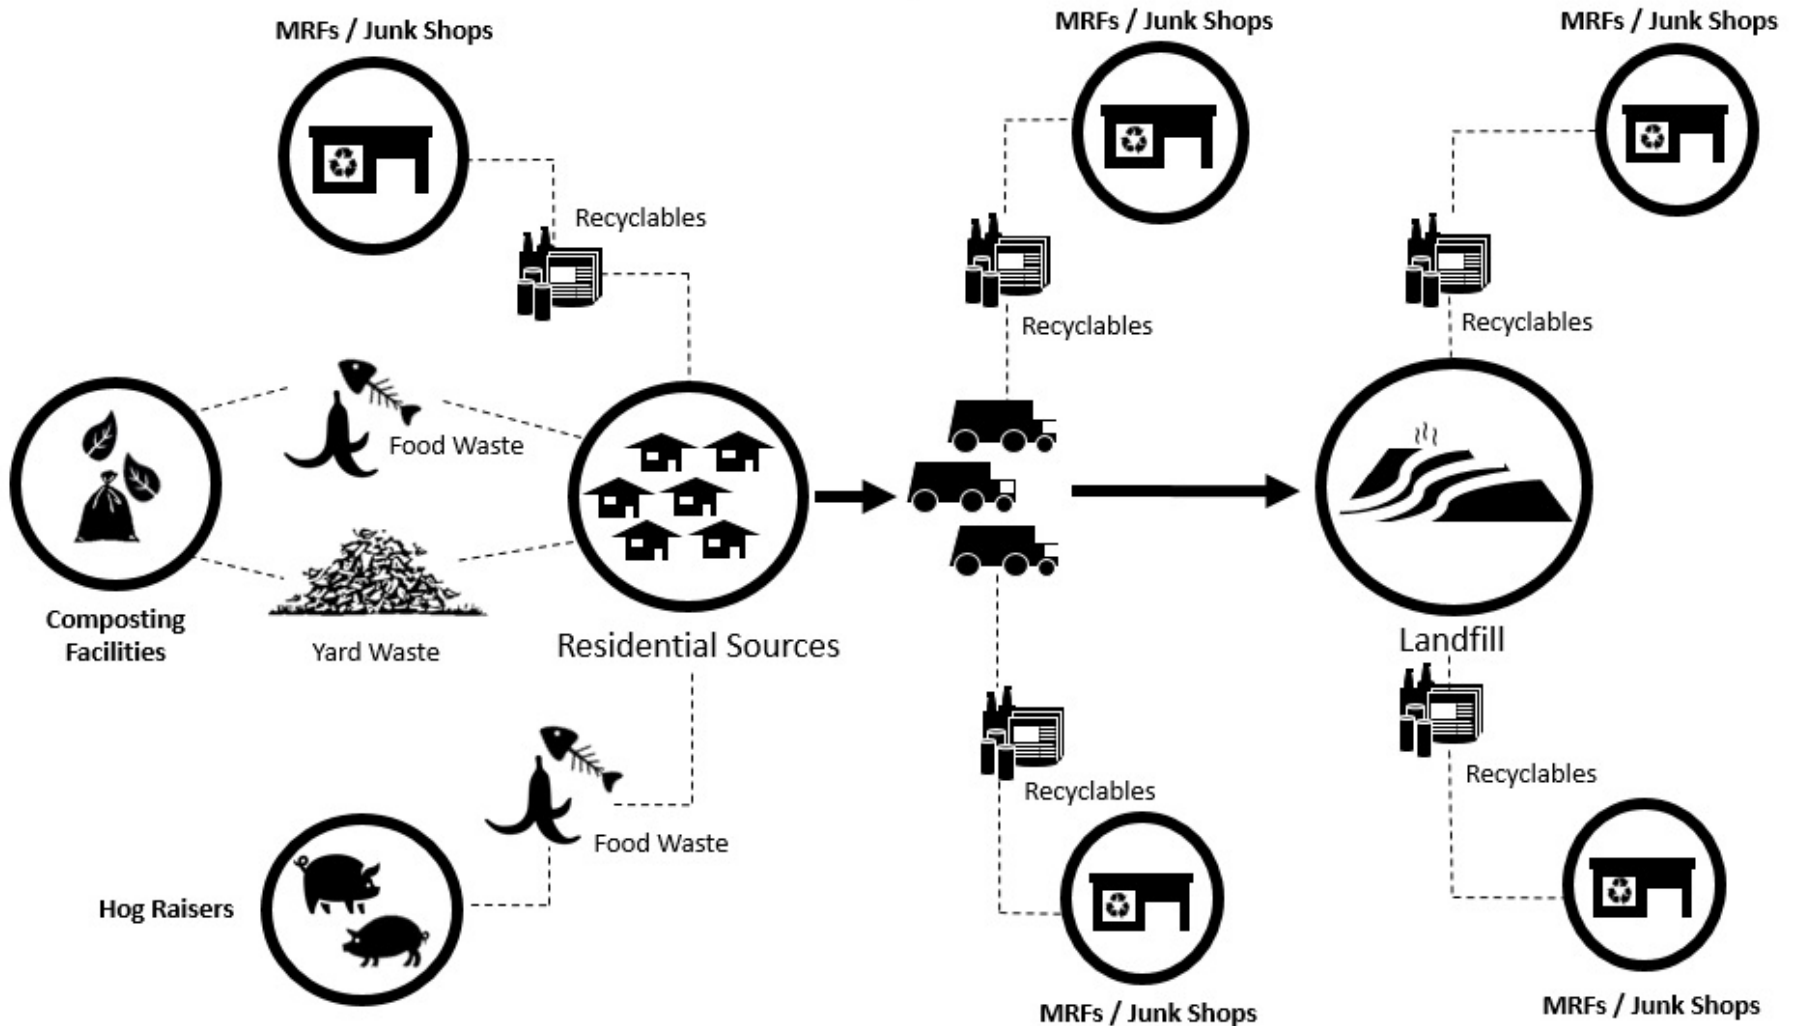 MRFs / Junk Shops
MRFs / Junk Shops
MRFs / Junk Shops
Recyclables
Recyclables
Recyclables
Food Waste
Composting
Facilities
Yard Waste
Residential Sources
Landfill
Recyclables
Recyclables
Food Waste
Hog Raisers
MRFs / Junk Shops
MRFs / Junk Shops